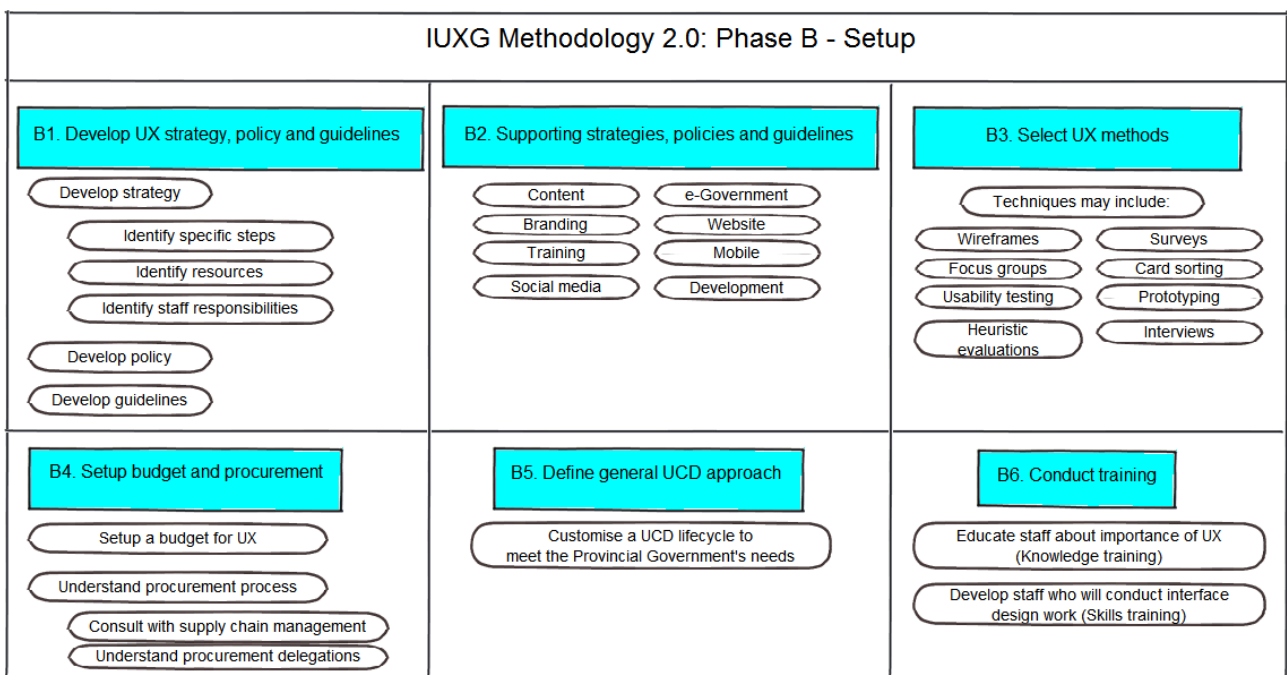 IUXG Methodology 2.0: Phase B - Setup
B1. Develop UX strategy, policy and guidelines
Develop strategy
Identify specific steps
Identify resources
Identify staff responsibilities
Develop policy
Develop guidelines
B2. Supporting strategies, policies and guidelines
Content
e-Government
Branding
Website
Training
Mobile
Social media
Development
B3. Select UX methods
Techniques may include:
Wireframes
Surveys
Focus groups
Card sorting
Usability testing
Prototyping
Heuristic
evaluations
Interviews
B4. Setup budget and procurement
Setup a budget for UX
Understand procurement process
Consult with supply chain management
Understand procurement delegations
B5. Define general UCD approach
Customise a UCD lifecycle to
meet the Provincial Government's needs
B6. Conduct training
Educate staff about importance of UX
(Knowledge training)
Develop staff who will conduct interface
design work (Skills training)